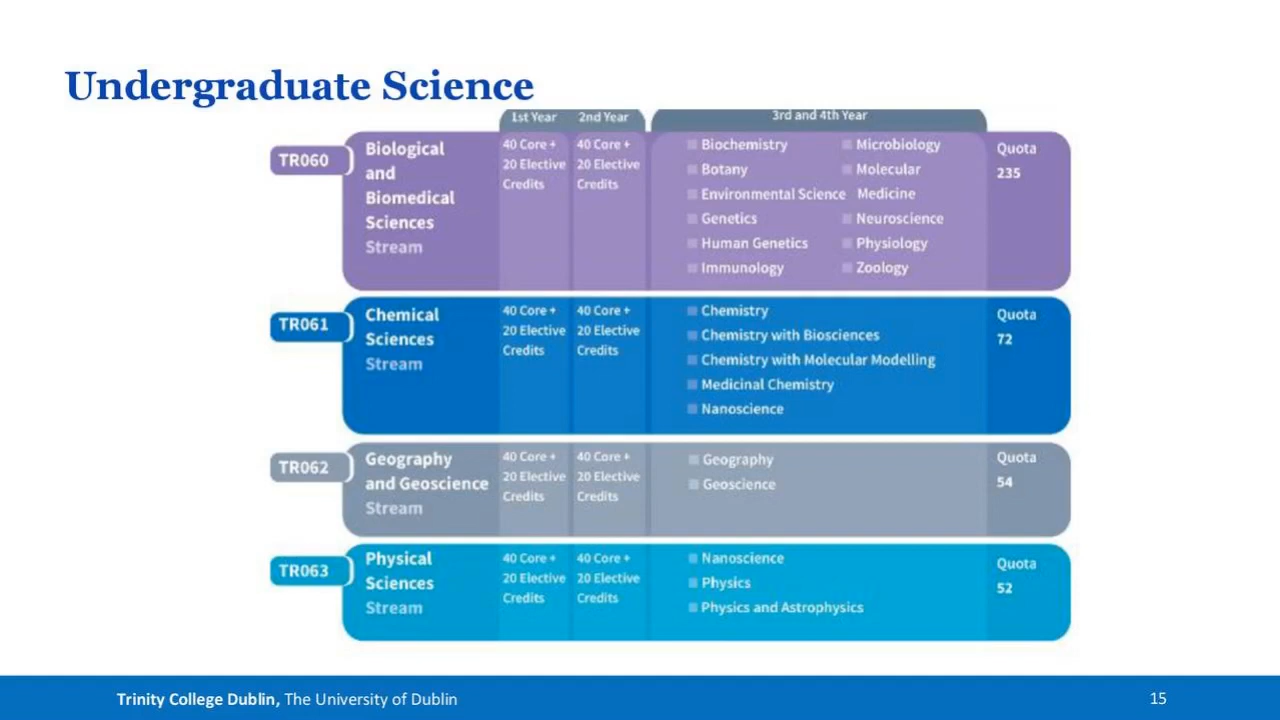 Undergraduate Science
1st Year 2nd Year 3rd and 4th Year
TR060
Biological
and
Biomedical
Sciences
Stream
40 Core +
20 Elective
Credits
40 Core +
20 Elective
Credits
Biochemistry
Botany
Environmental Science
Genetics
Human Genetics
Immunology
Microbiology
Molecular
Medicine
Neuroscience
Physiology
Zoology
Quota
235
TR061
Chemical
Sciences
Stream
40 Core +
20 Elective
Credits
40 Core +
20 Elective
Credits
Chemistry
Chemistry with Biosciences
Chemistry with Molecular Modelling
Medicinal Chemistry
Nanoscience
Quota
72
TR062
Geography
and Geoscience
Stream
40 Core +
20 Elective
Credits
40 Core +
20 Elective
Credits
Geography
Geoscience
Quota
54
TR063
Physical
Sciences
Stream
40 Core +
20 Elective
Credits
40 Core +
20 Elective
Credits
Nanoscience
Physics
Physics and Astrophysics
Quota
52
Trinity College Dublin, The University of Dublin
15